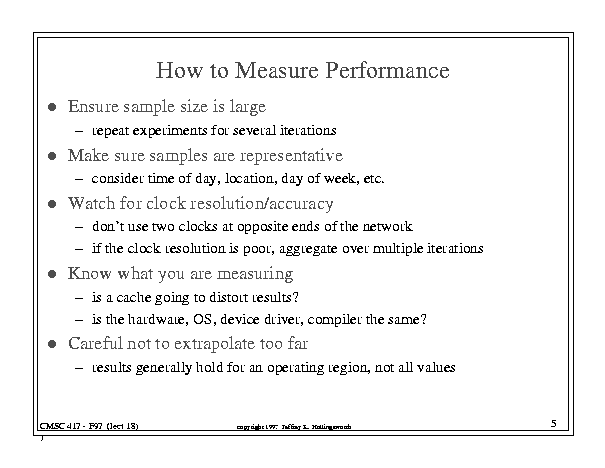 How to Measure Performance
● Ensure sample size is large
– repeat experiments for several iterations
● Make sure samples are representative
– consider time of day, location, day of week, etc.
● Watch for clock resolution/accuracy
– don't use two clocks at opposite ends of the network
– if the clock resolution is poor, aggregate over multiple iterations
● Know what you are measuring
– is a cache going to distort results?
– is the hardware, OS, device driver, compiler the same?
● Careful not to extrapolate too far
– results generally hold for an operating region, not all values
CMSC 417 - F97 (lect 18)
copyright 1997 Jeffrey K. Hollingsworth
5
)